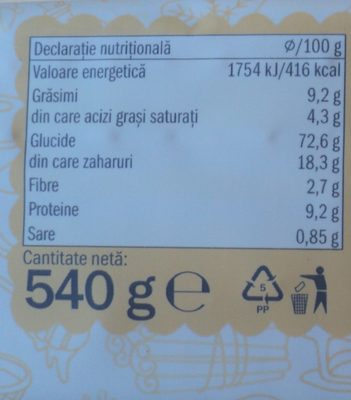 Declarație nutrițională ø/100 g
Valoare energetică 1754 kJ/416 kcal
Grăsimi 9,2 g
din care acizi grași saturați 4,3 g
Glucide 72,6 g
din care zaharuri 18,3 g
Fibre 2,7 g
Proteine 9,2 g
Sare 0,85 g
Cantitate netă:
540 g e
5
PP